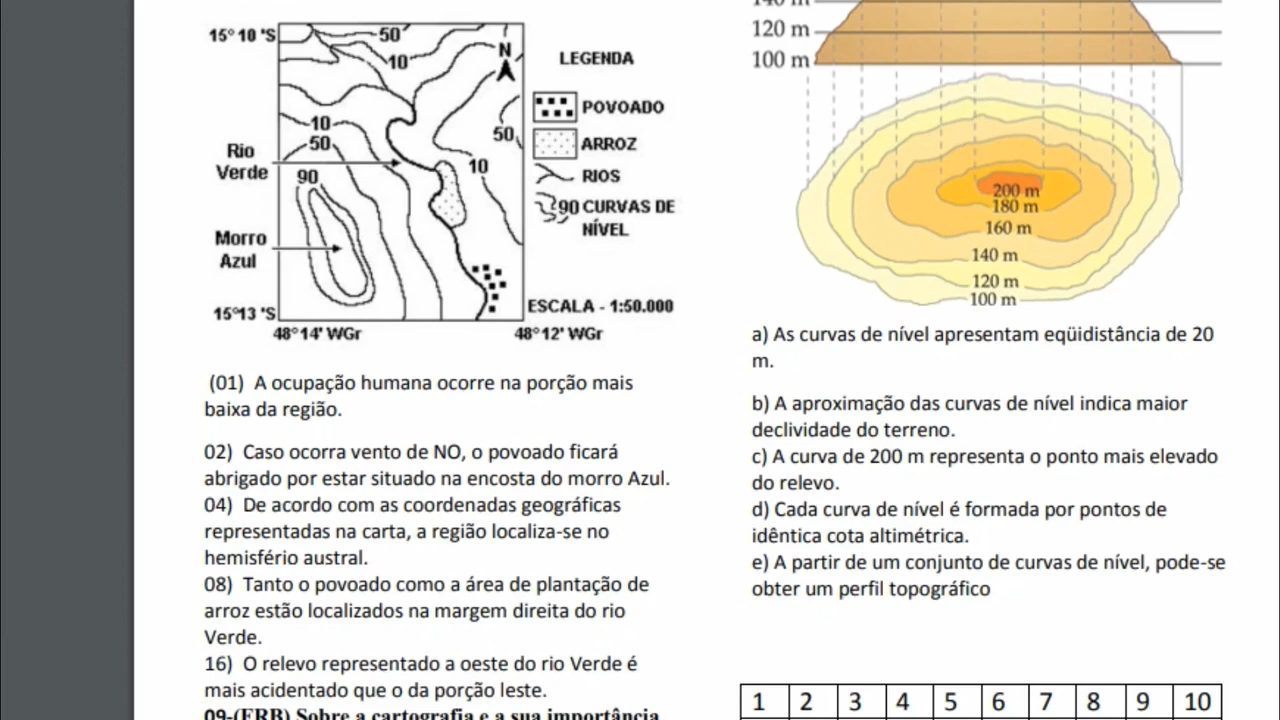 15° 10 'S
50
10
N
10
50
Rio
Verde
90
50
10
Morro
Azul
15°13 'S
48°14' WGr
48°12' WGr
LEGENDA
POVOADO
ARROZ
RIOS
90 CURVAS DE
NÍVEL
ESCALA - 1:50.000
(01) A ocupação humana ocorre na porção mais
baixa da região.
02) Caso ocorra vento de NO, o povoado ficará
abrigado por estar situado na encosta do morro Azul.
04) De acordo com as coordenadas geográficas
representadas na carta, a região localiza-se no
hemisfério austral.
08) Tanto o povoado como a área de plantação de
arroz estão localizados na margem direita do rio
Verde.
16) O relevo representado a oeste do rio Verde é
mais acidentado que o da porção leste.
09-(FRB) Sobre a cartografia e a sua importância
140 m
120 m
100 m
200 m
180 m
160 m
140 m
120 m
100 m
a) As curvas de nível apresentam eqüidistância de 20
m.
b) A aproximação das curvas de nível indica maior
declividade do terreno.
c) A curva de 200 m representa o ponto mais elevado
do relevo.
d) Cada curva de nível é formada por pontos de
idêntica cota altimétrica.
e) A partir de um conjunto de curvas de nível, pode-se
obter um perfil topográfico
1 2 3 4 5 6 7 8 9 10